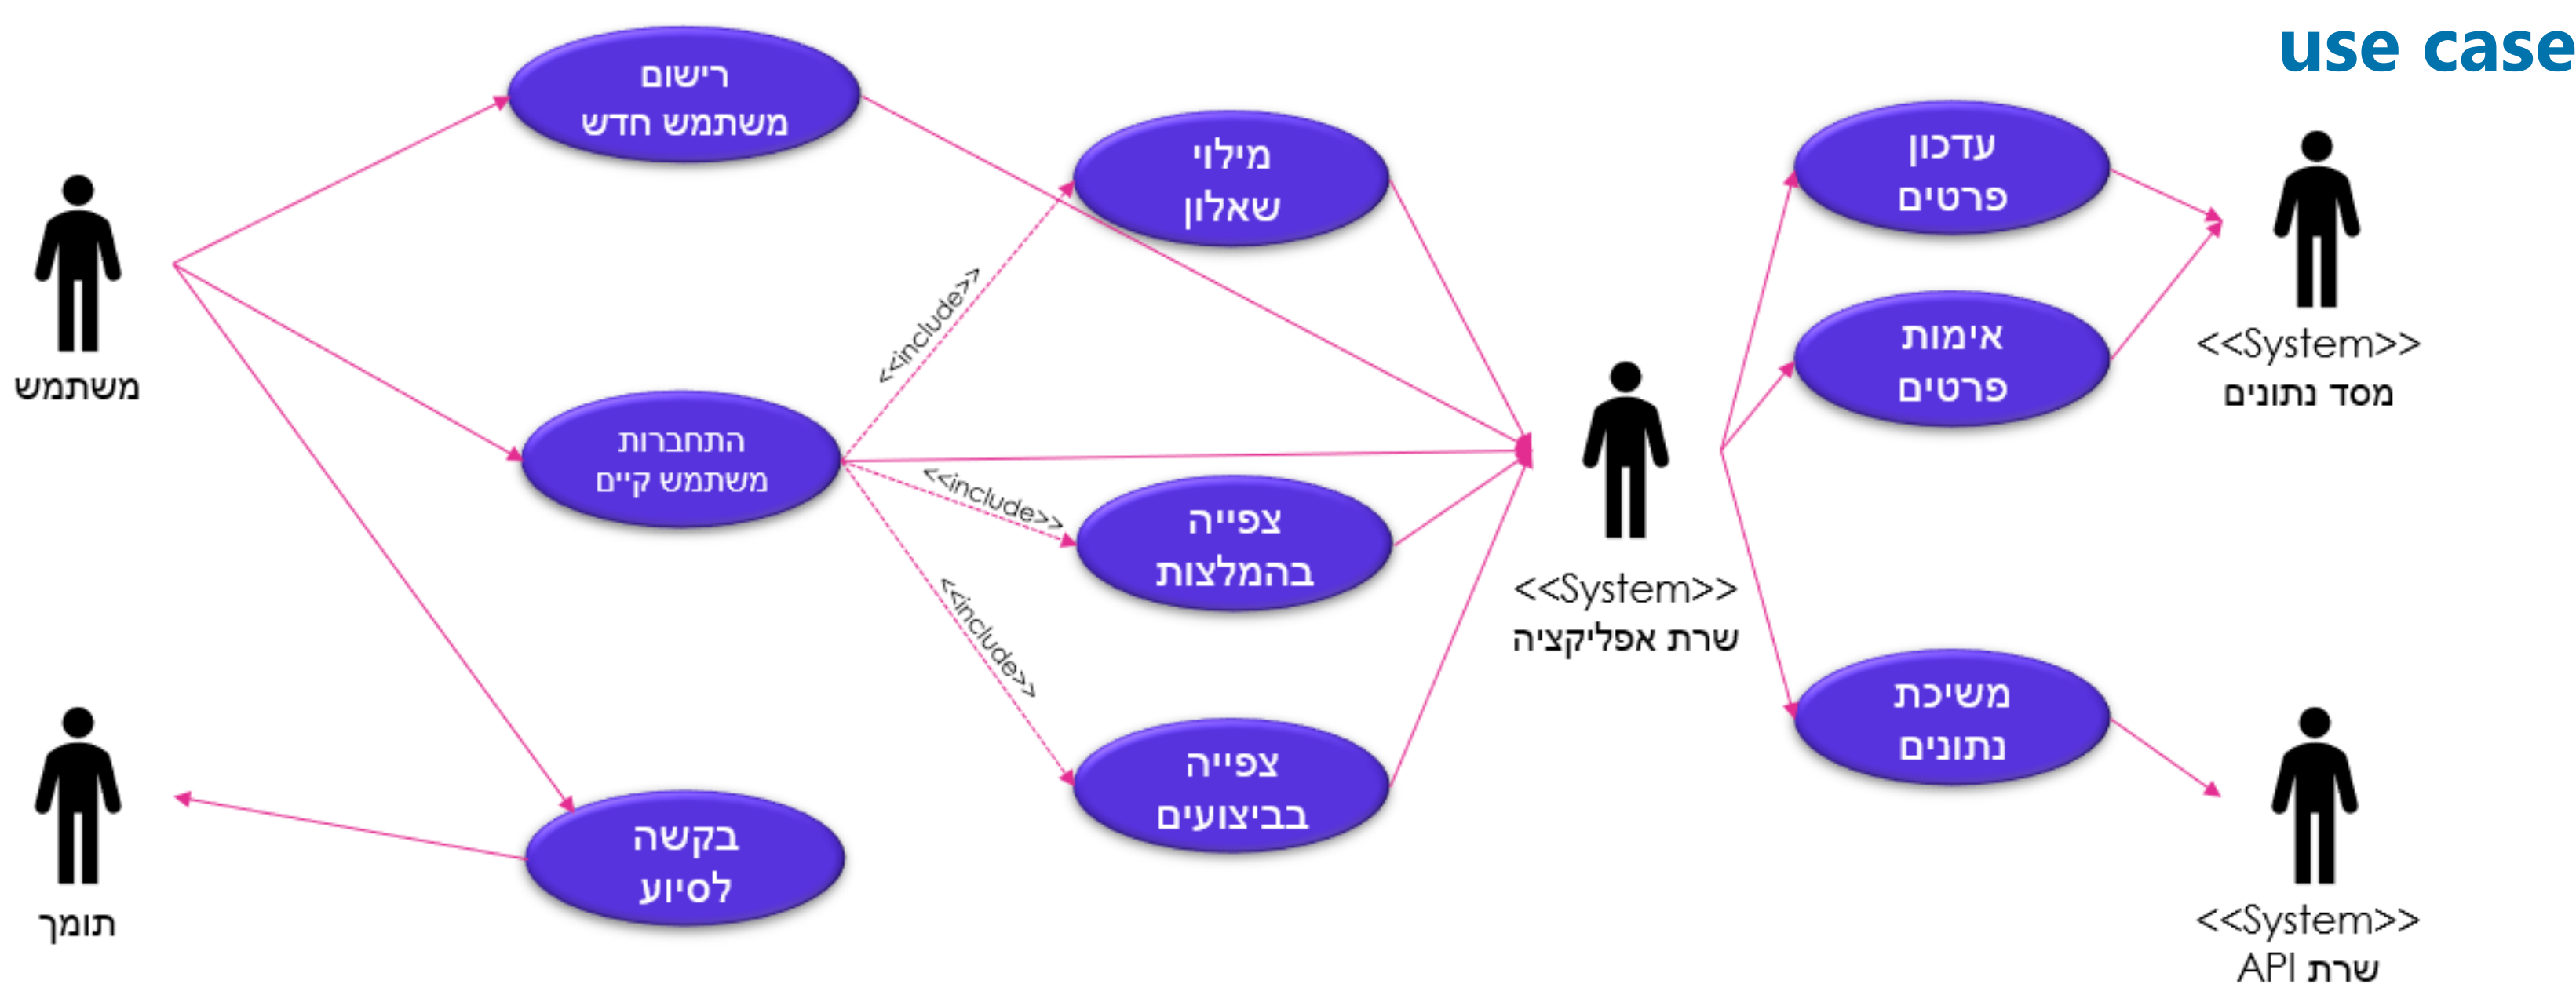 use case
רישום
משתמש חדש
מילוי
שאלון
עדכון
פרטים
<<include>>
אימות
פרטים
<<System>>
מסד נתונים
משתמש
התחברות
משתמש קיים
<<include>>
צפייה
בהמלצות
<<System>>
שרת אפליקציה
<<include>>
משיכת
נתונים
צפייה
בביצועים
בקשה
לסיוע
תומך
<<System>>
שרת API